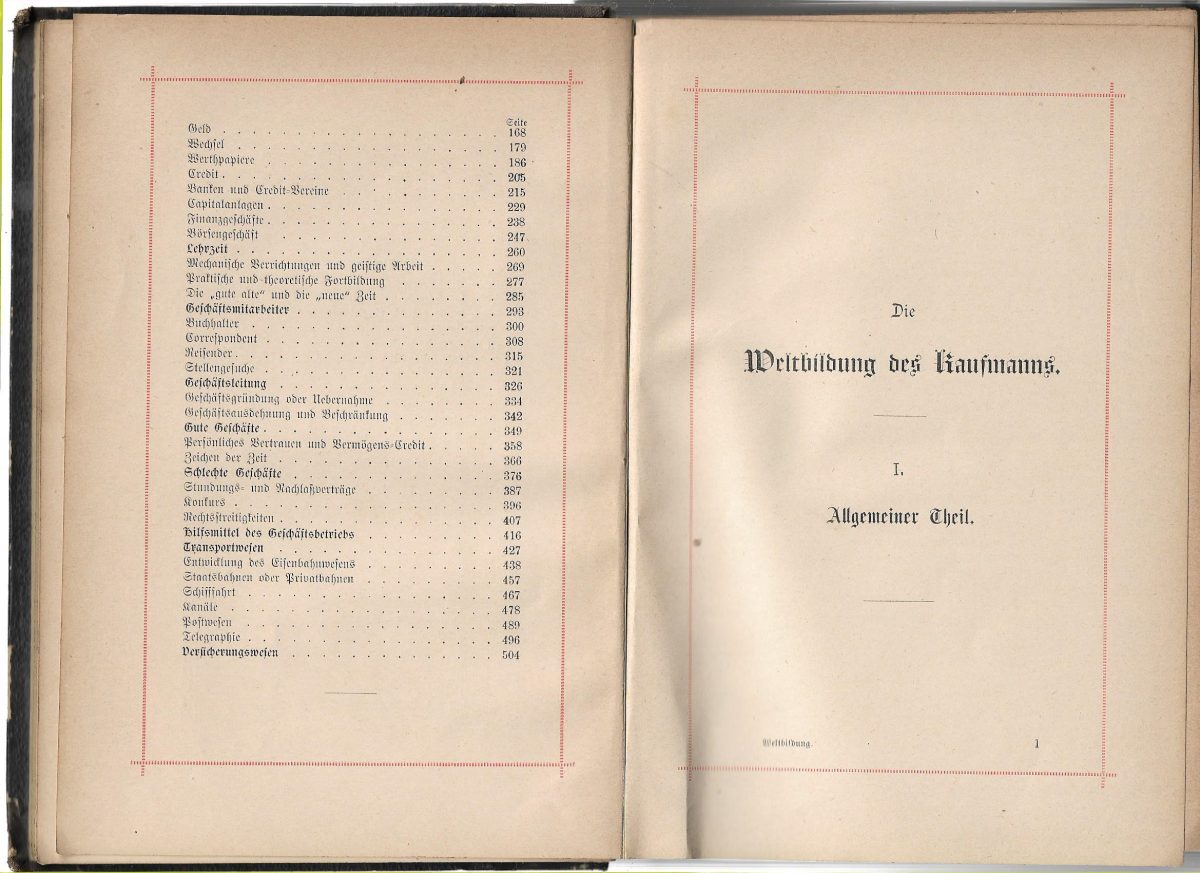 Seite
Geld . . . . . . . . . . . . . . . . . . 168
Wechsel . . . . . . . . . . . . . . . . . 179
Werthpapiere . . . . . . . . . . . . . . . 186
Credit . . . . . . . . . . . . . . . . . . 205
Banken und Credit-Vereine . . . . . . . . . . 215
Capitalanlagen . . . . . . . . . . . . . . 229
Finanzgeschäfte . . . . . . . . . . . . . . 238
Börsengeschäft . . . . . . . . . . . . . . 247
Lehrzeit . . . . . . . . . . . . . . . . . 260
Mechanische Verrichtungen und geistige Arbeit . . . . . 269
Praktische und theoretische Fortbildung . . . . . . . 277
Die „gute alte“ und die „neue“ Zeit . . . . . . . . 285
Geschäftsmitarbeiter . . . . . . . . . . . . . 293
Buchhalter . . . . . . . . . . . . . . . . 300
Correspondent . . . . . . . . . . . . . . . 308
Reisender . . . . . . . . . . . . . . . . . 315
Stellengesuche . . . . . . . . . . . . . . . 321
Geschäftsleitung . . . . . . . . . . . . . . 326
Geschäftsgründung oder Uebernahme . . . . . . . . 334
Geschäftsausdehnung und Beschränkung . . . . . . . 342
Gute Geschäfte . . . . . . . . . . . . . . . 349
Persönliches Vertrauen und Vermögens-Credit . . . . . 358
Zeichen der Zeit . . . . . . . . . . . . . . 366
Schlechte Geschäfte . . . . . . . . . . . . . 376
Stundungs- und Nachlaßverträge . . . . . . . . . 387
Konkurs . . . . . . . . . . . . . . . . . 396
Rechtsstreitigkeiten . . . . . . . . . . . . . 407
Hilfsmittel des Geschäftsbetriebs . . . . . . . . . 416
Transportwesen . . . . . . . . . . . . . . . 427
Entwicklung des Eisenbahnwesens . . . . . . . . . 438
Staatsbahnen oder Privatbahnen . . . . . . . . . 457
Schifffahrt . . . . . . . . . . . . . . . . 467
Kanäle . . . . . . . . . . . . . . . . . . 478
Postwesen . . . . . . . . . . . . . . . . . 489
Telegraphie . . . . . . . . . . . . . . . . 496
Versicherungswesen . . . . . . . . . . . . . 504
Die
Weltbildung des Kaufmanns.
I.
Allgemeiner Theil.
Weltbildung. 1